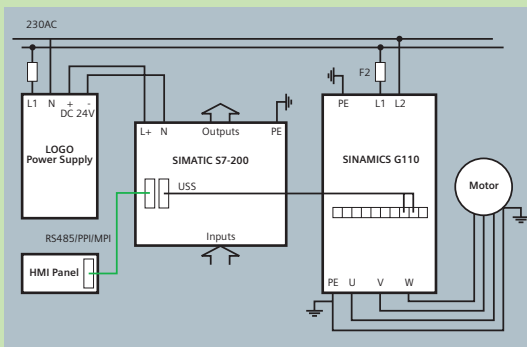 230AC
F2
L1 N + -
DC 24V
LOGO
Power Supply
L+ N Outputs PE
SIMATIC S7-200
USS
Inputs
RS485/PPI/MPI
HMI Panel
PE L1 L2
SINAMICS G110
PE U V W
Motor